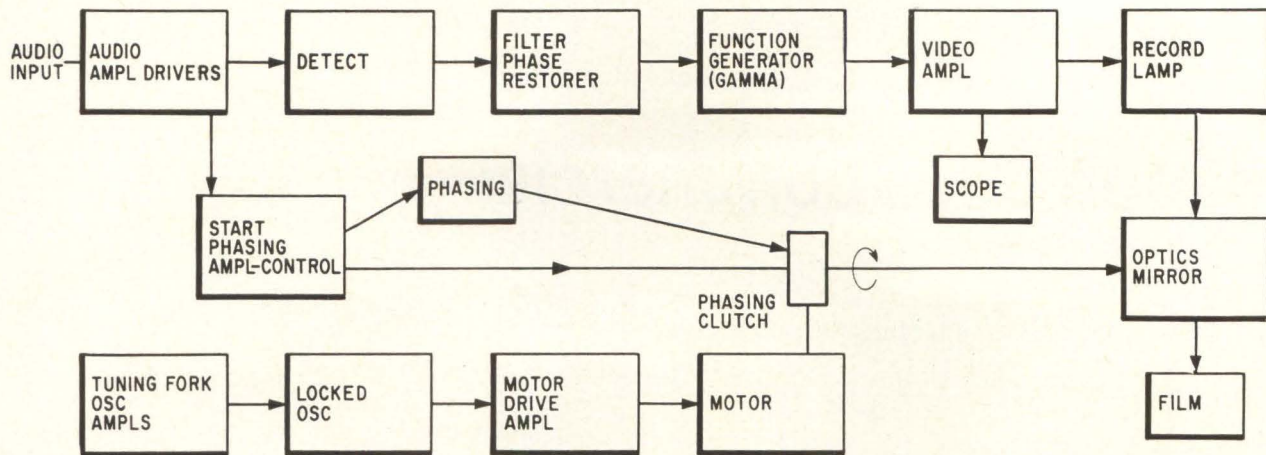 AUDIO
INPUT
AUDIO
AMPL DRIVERS
DETECT
FILTER
PHASE
RESTORER
FUNCTION
GENERATOR
(GAMMA)
VIDEO
AMPL
RECORD
LAMP
SCOPE
PHASING
START
PHASING
AMPL-CONTROL
PHASING
CLUTCH
OPTICS
MIRROR
TUNING FORK
OSC
AMPLS
LOCKED
OSC
MOTOR
DRIVE
AMPL
MOTOR
FILM